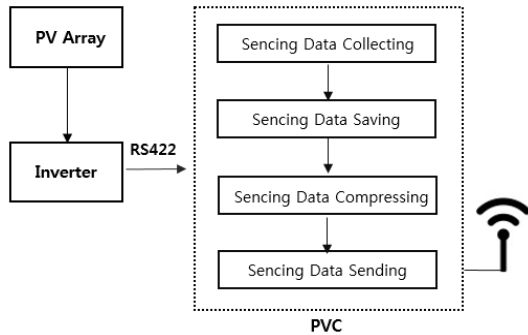 PV Array
Inverter
RS422
Sencing Data Collecting
Sencing Data Saving
Sencing Data Compressing
Sencing Data Sending
PVC